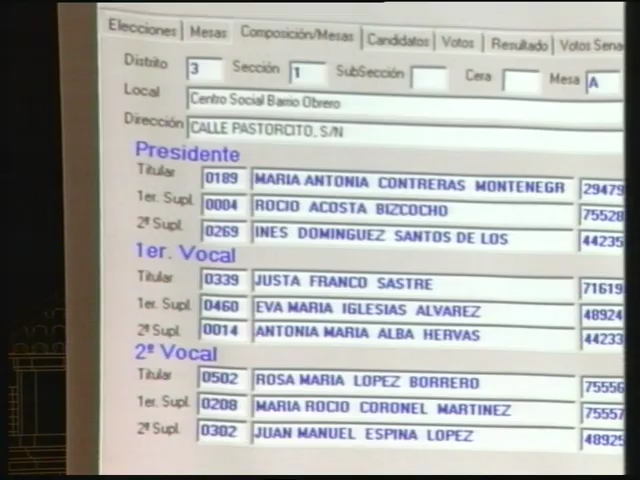 Elecciones Mesas Composición/Mesas Candidatos Votos Resultado Votos Sena
Distrito 3 Sección 1 SubSección Cera Mesa A
Local Centro Social Barrio Obrero
Dirección CALLE PASTORCITO, S/N
Presidente
Titular 0189 MARIA ANTONIA CONTRERAS MONTENEGR 29479
1er. Supl. 0004 ROCIO ACOSTA BIZCOCHO 75528
2º Supl. 0269 INES DOMINGUEZ SANTOS DE LOS 44235
1er. Vocal
Titular 0339 JUSTA FRANCO SASTRE 71619
1er. Supl. 0460 EVA MARIA IGLESIAS ALVAREZ 48924
2º Supl. 0014 ANTONIA MARIA ALBA HERVAS 44233
2º Vocal
Titular 0502 ROSA MARIA LOPEZ BORRERO 75556
1er. Supl. 0208 MARIA ROCIO CORONEL MARTINEZ 75557
2º Supl. 0302 JUAN MANUEL ESPINA LOPEZ 48925